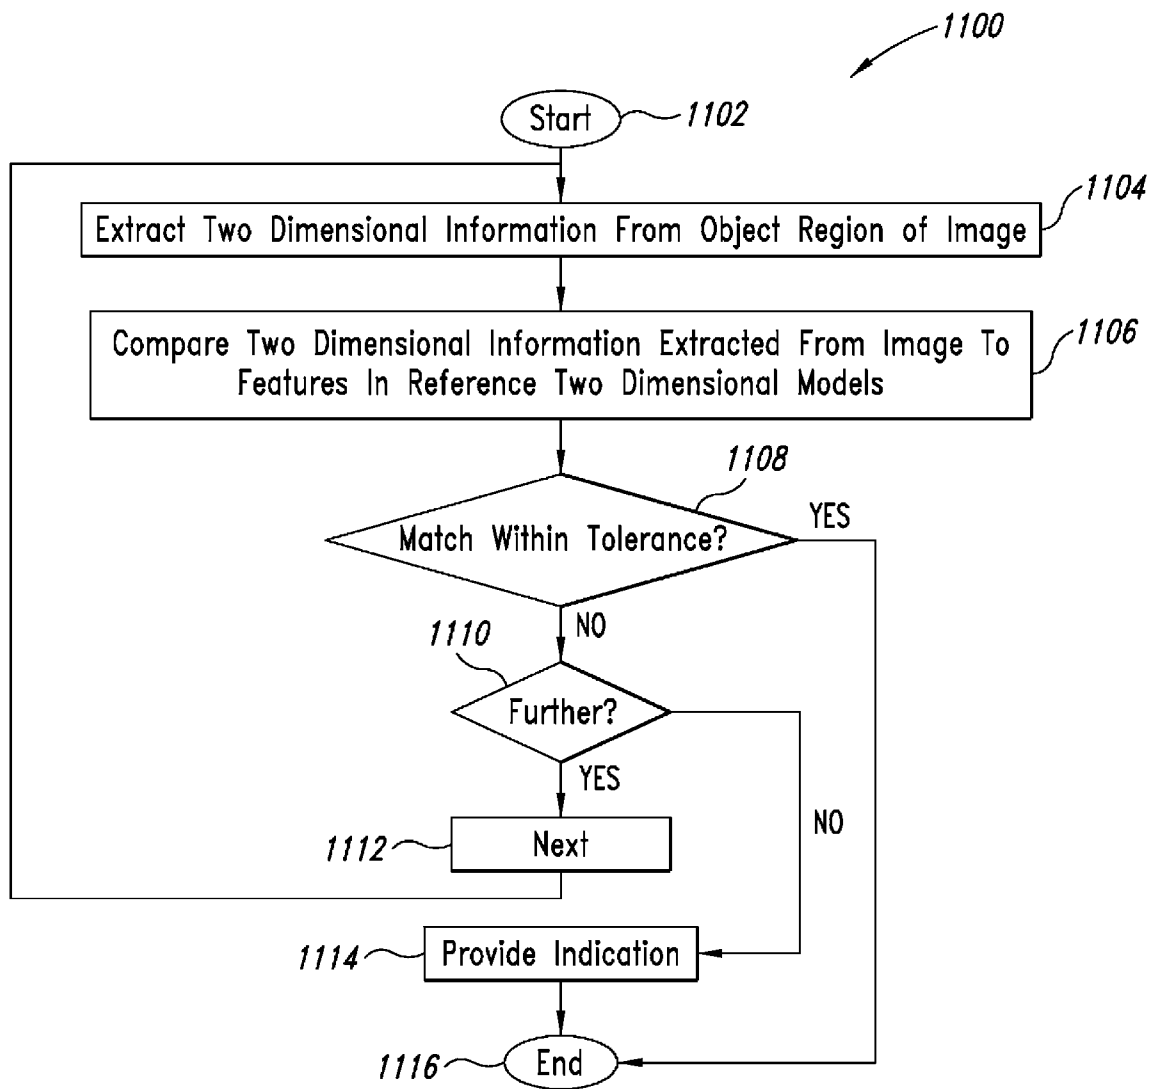 1100
Start
1102
1104
Extract Two Dimensional Information From Object Region of Image
1106
Compare Two Dimensional Information Extracted From Image To
Features In Reference Two Dimensional Models
1108
YES
Match Within Tolerance?
NO
1110
Further?
YES
NO
1112
Next
1114
Provide Indication
1116
End